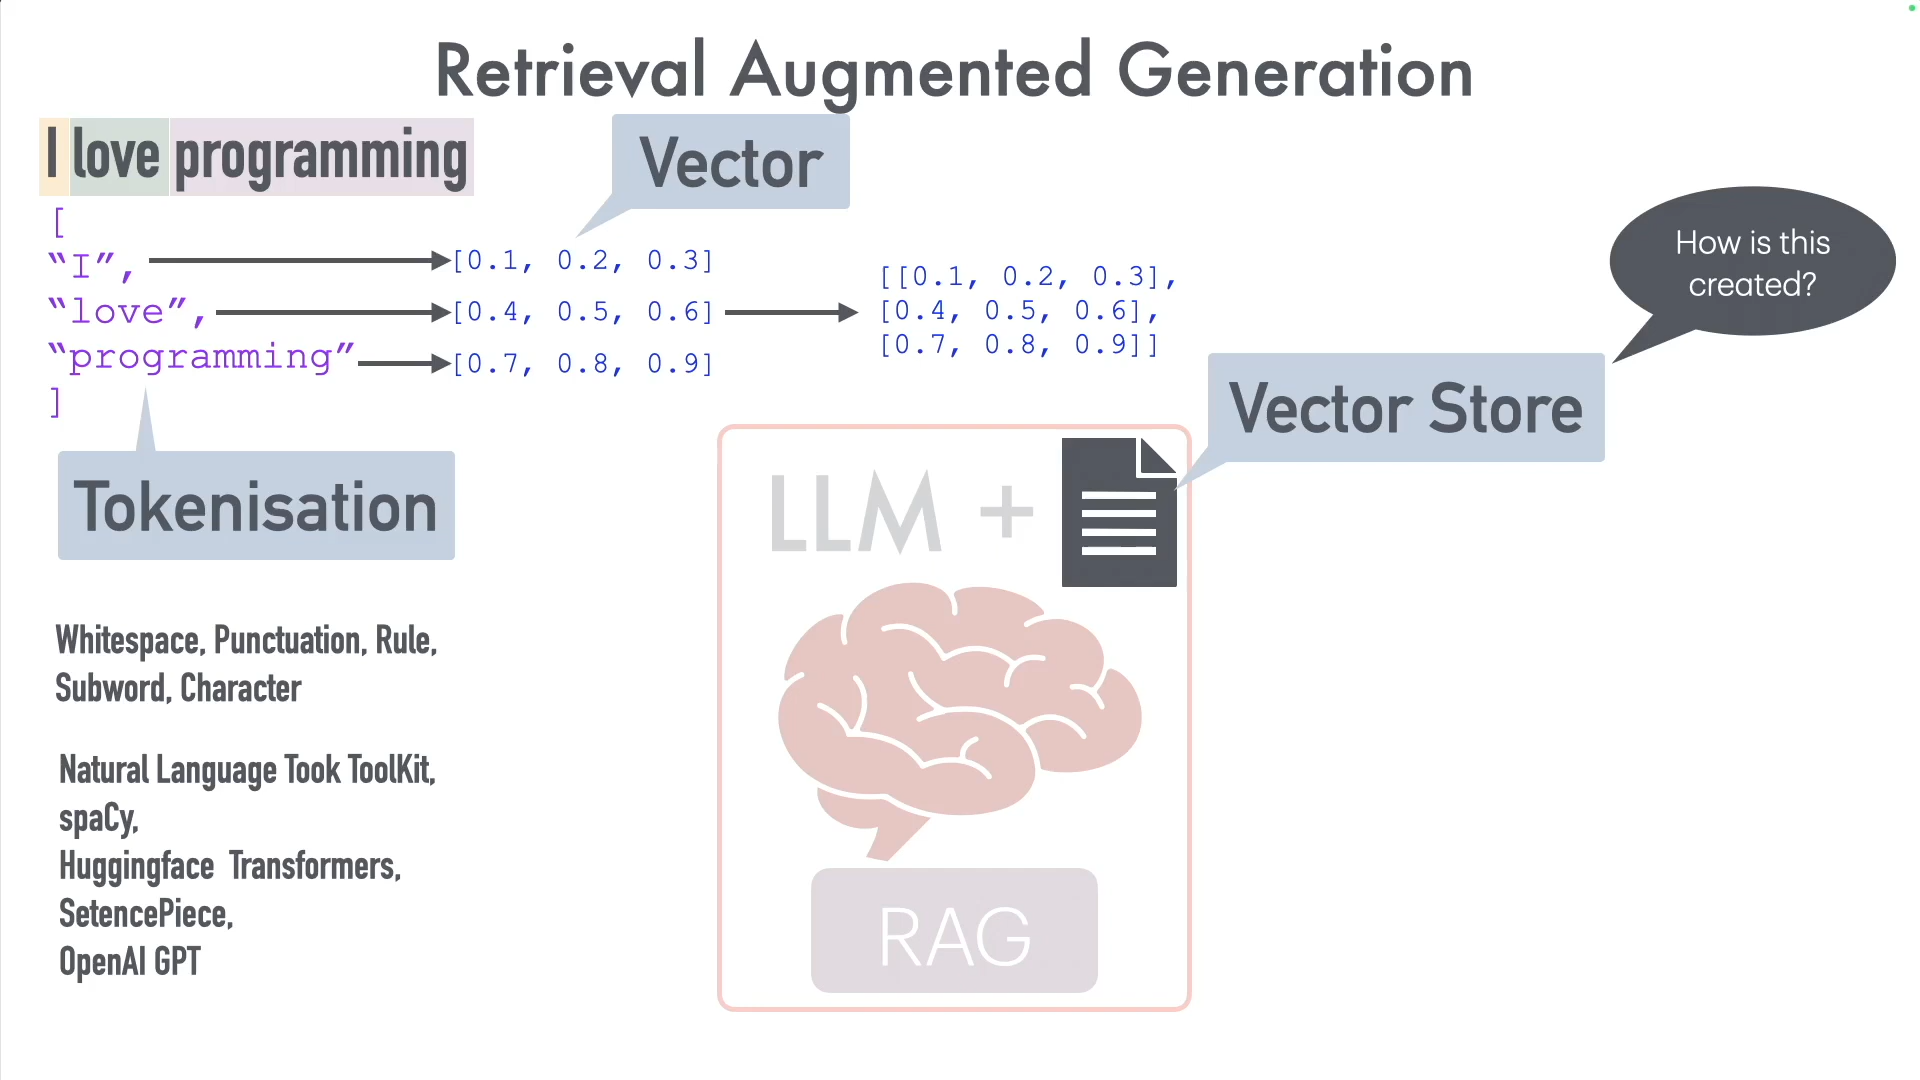 Retrieval Augmented Generation
I love programming
Vector
[
“I”,
“love”,
“programming”
]
[0.1, 0.2, 0.3]
[0.4, 0.5, 0.6]
[0.7, 0.8, 0.9]
[[0.1, 0.2, 0.3],
[0.4, 0.5, 0.6],
[0.7, 0.8, 0.9]]
How is this
created?
Vector Store
Tokenisation
Whitespace, Punctuation, Rule,
Subword, Character
Natural Language Took ToolKit,
spaCy,
Huggingface Transformers,
SetencePiece,
OpenAI GPT
LLM +
RAG